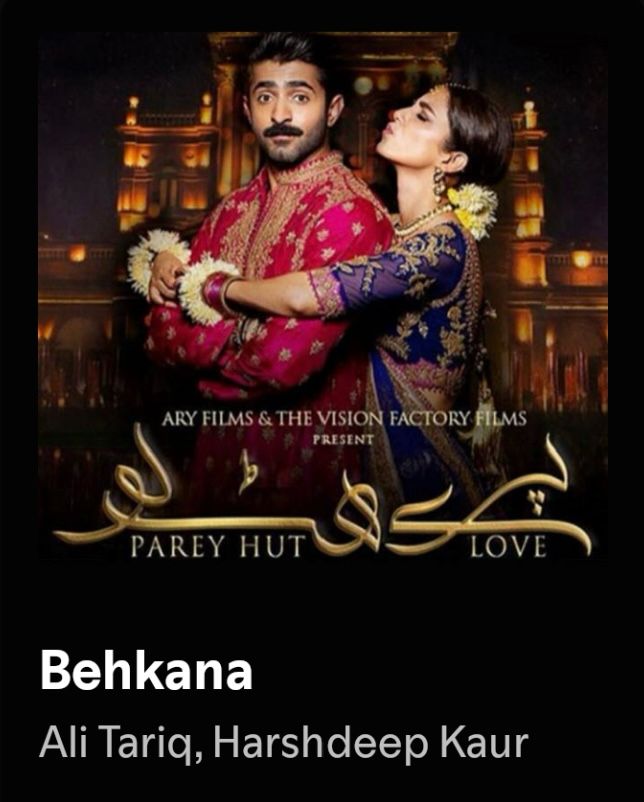 ARY FILMS & THE VISION FACTORY FILMS
PRESENT
پرے ہٹ لو
PAREY HUT LOVE
Behkana
Ali Tariq, Harshdeep Kaur